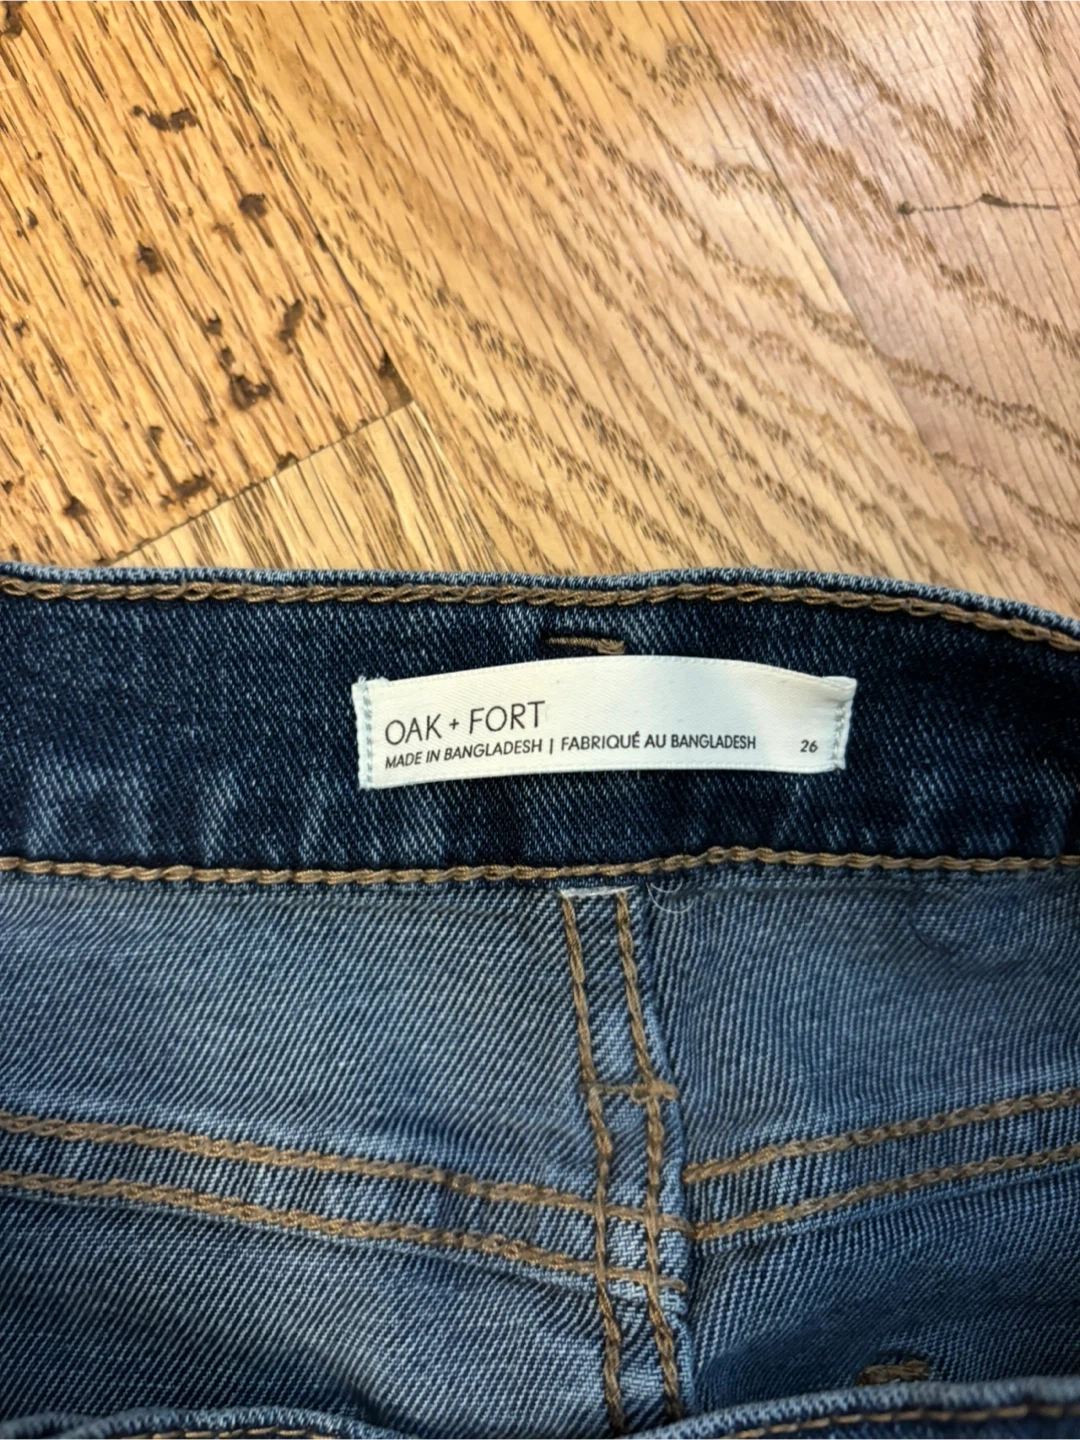 OAK + FORT
MADE IN BANGLADESH | FABRIQUÉ AU BANGLADESH 26